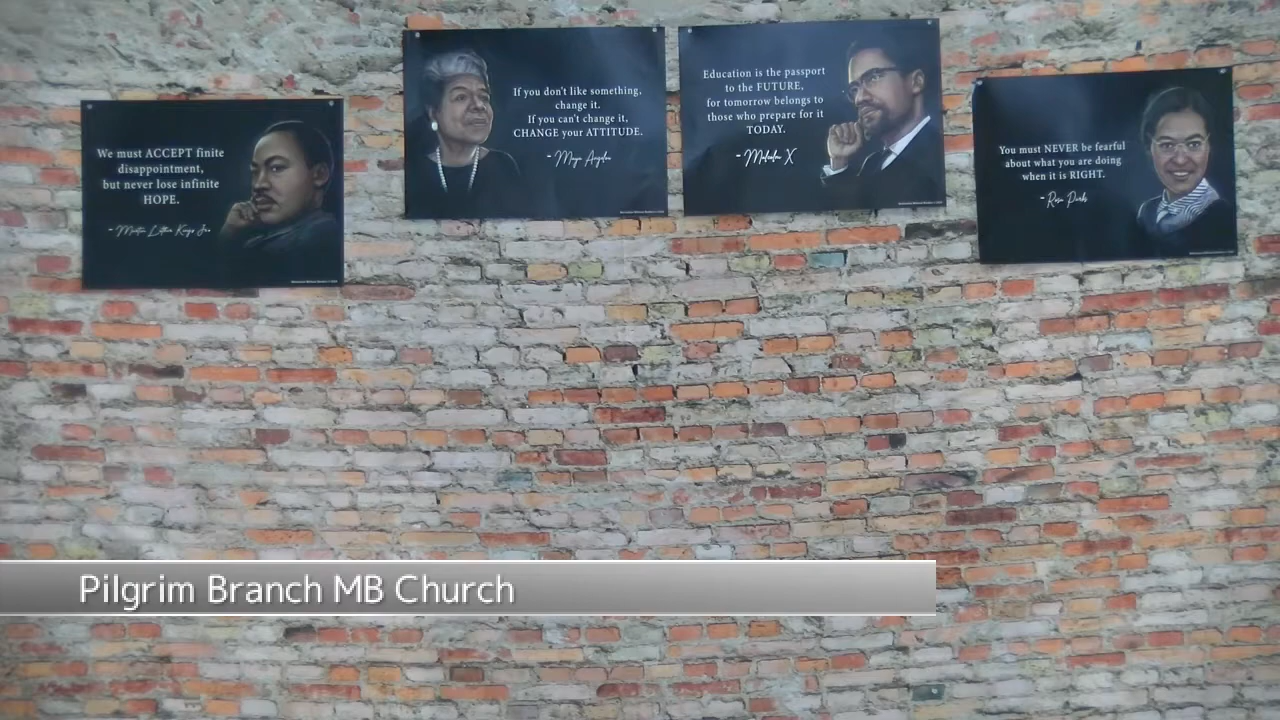 We must ACCEPT finite
disappointment,
but never lose infinite
HOPE.
- Martin Luther King Jr.
If you don't like something,
change it.
If you can't change it,
CHANGE your ATTITUDE.
- Maya Angelou
Education is the passport
to the FUTURE,
for tomorrow belongs to
those who prepare for it
TODAY.
- Malcolm X
You must NEVER be fearful
about what you are doing
when it is RIGHT.
- Rosa Parks
Pilgrim Branch MB Church